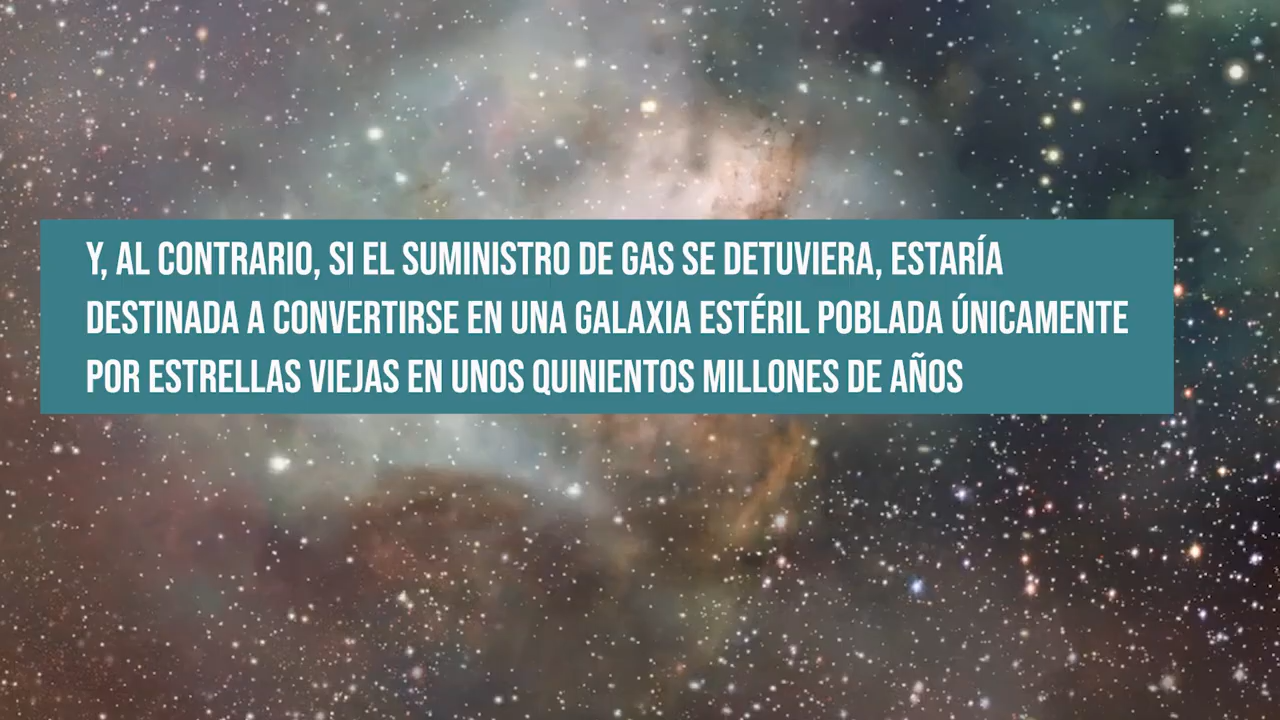 Y, AL CONTRARIO, SI EL SUMINISTRO DE GAS SE DETUVIERA, ESTARÍA
DESTINADA A CONVERTIRSE EN UNA GALAXIA ESTÉRIL POBLADA ÚNICAMENTE
POR ESTRELLAS VIEJAS EN UNOS QUINIENTOS MILLONES DE AÑOS